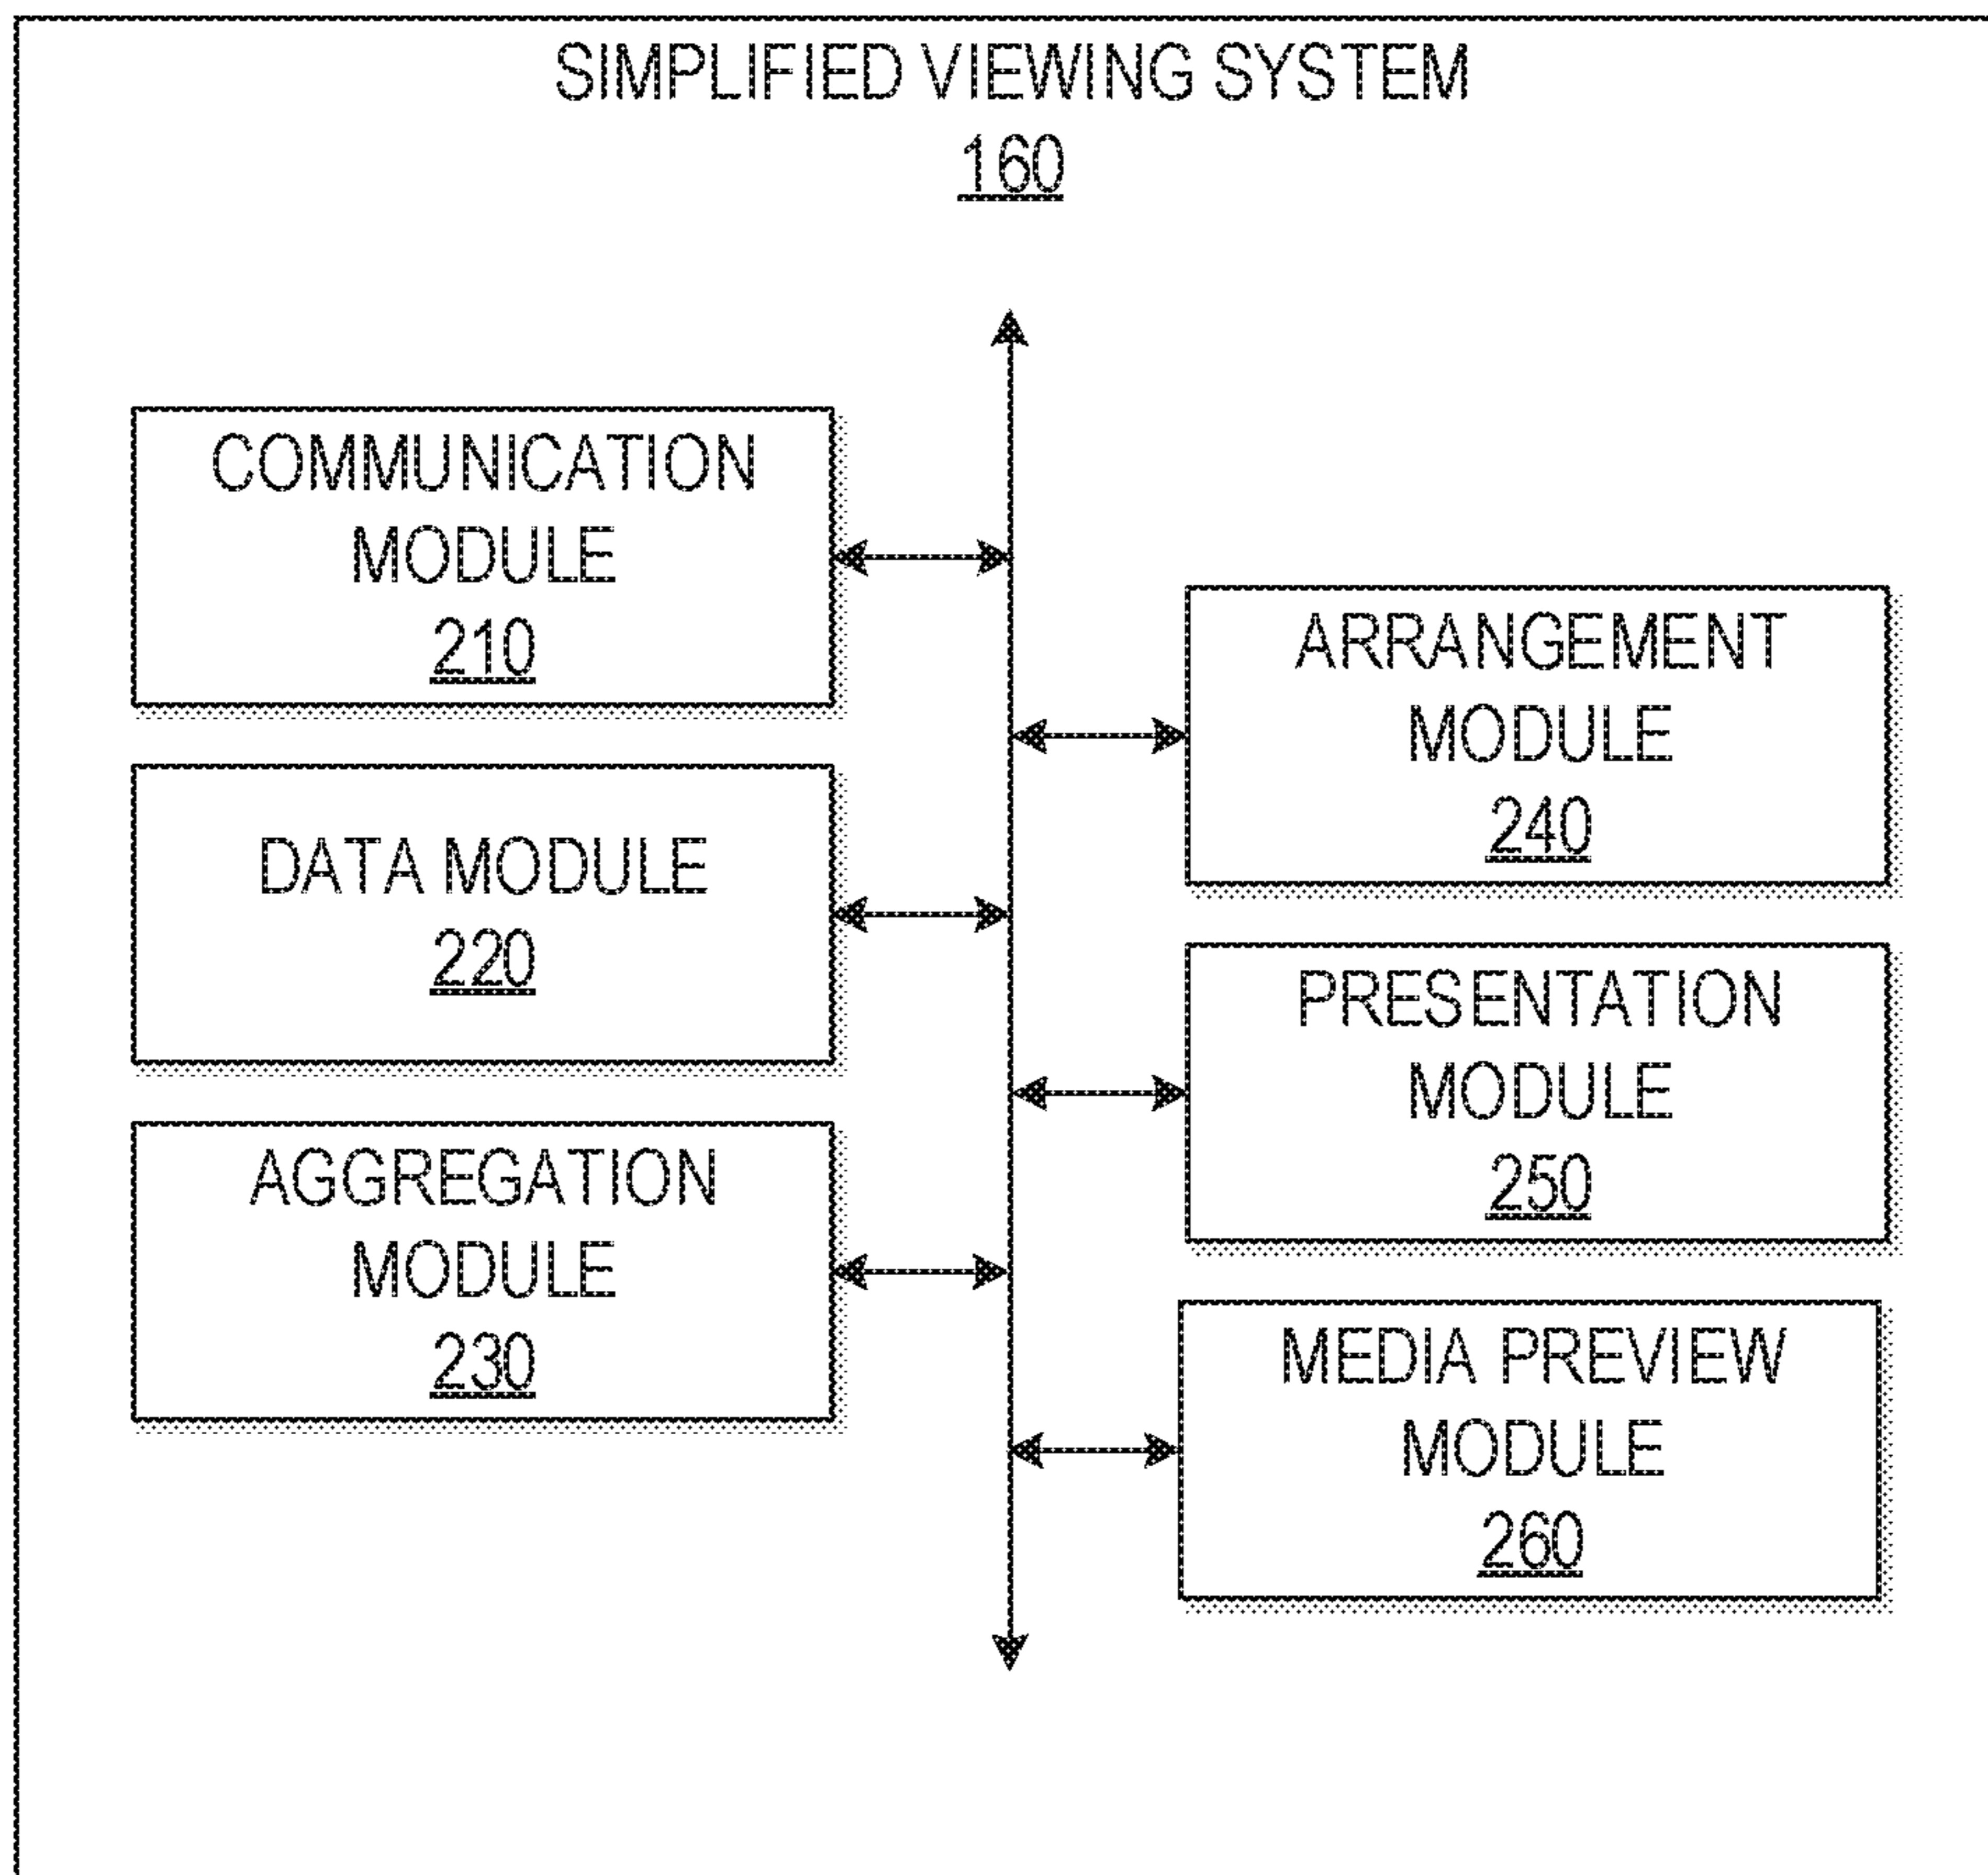 SIMPLIFIED VIEWING SYSTEM
160
COMMUNICATION
MODULE
210
DATA MODULE
220
AGGREGATION
MODULE
230
ARRANGEMENT
MODULE
240
PRESENTATION
MODULE
250
MEDIA PREVIEW
MODULE
260